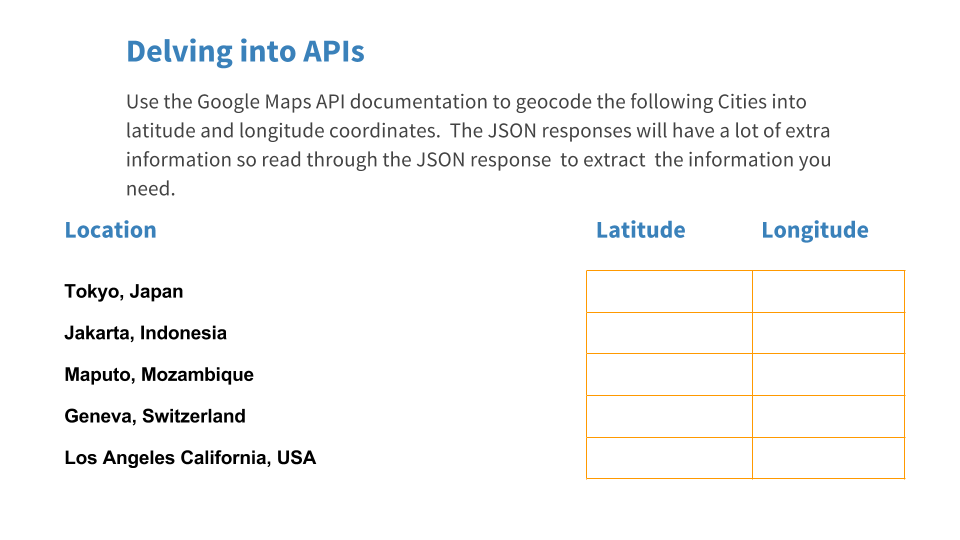 Delving into APIs
Use the Google Maps API documentation to geocode the following Cities into
latitude and longitude coordinates.  The JSON responses will have a lot of extra
information so read through the JSON response  to extract  the information you
need.
Location Latitude Longitude
Tokyo, Japan
Jakarta, Indonesia
Maputo, Mozambique
Geneva, Switzerland
Los Angeles California, USA